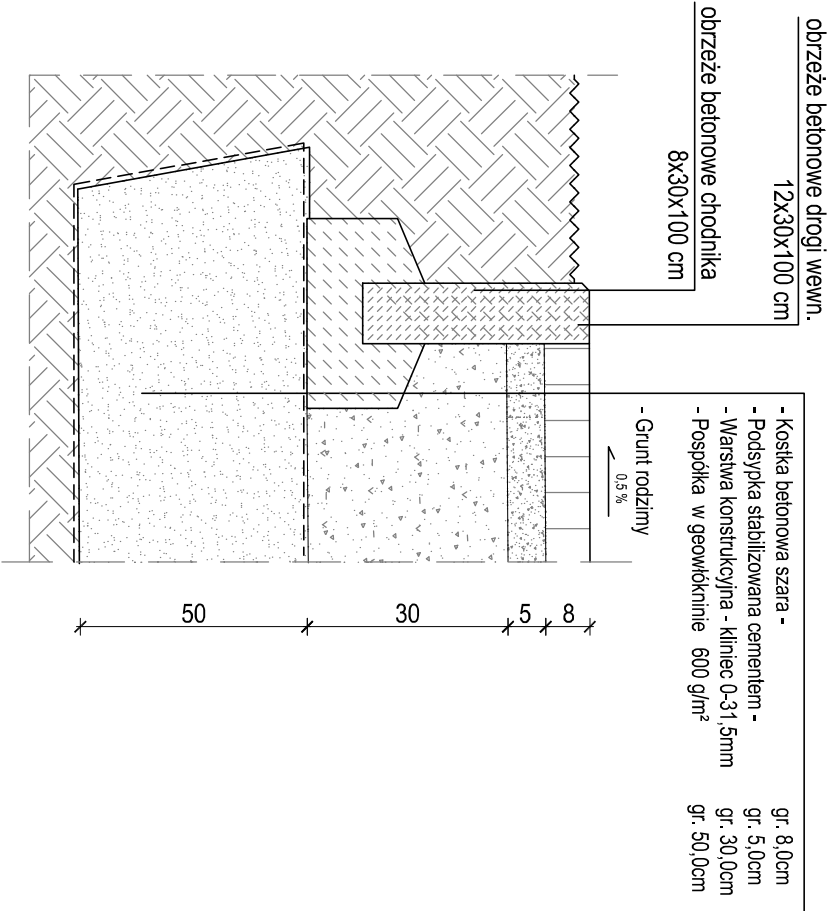 obrzeże betonowe drogi wewn.
12x30x100 cm
obrzeże betonowe chodnika
8x30x100 cm
- Kostka betonowa szara - gr. 8,0cm
- Podsypka stabilizowana cementem - gr. 5,0cm
- Warstwa konstrukcyjna - kliniec 0-31,5mm gr. 30,0cm
- Pospółka w geowłókninie 600 g/m² gr. 50,0cm
- Grunt rodzimy
0,5 %
8
5
30
50